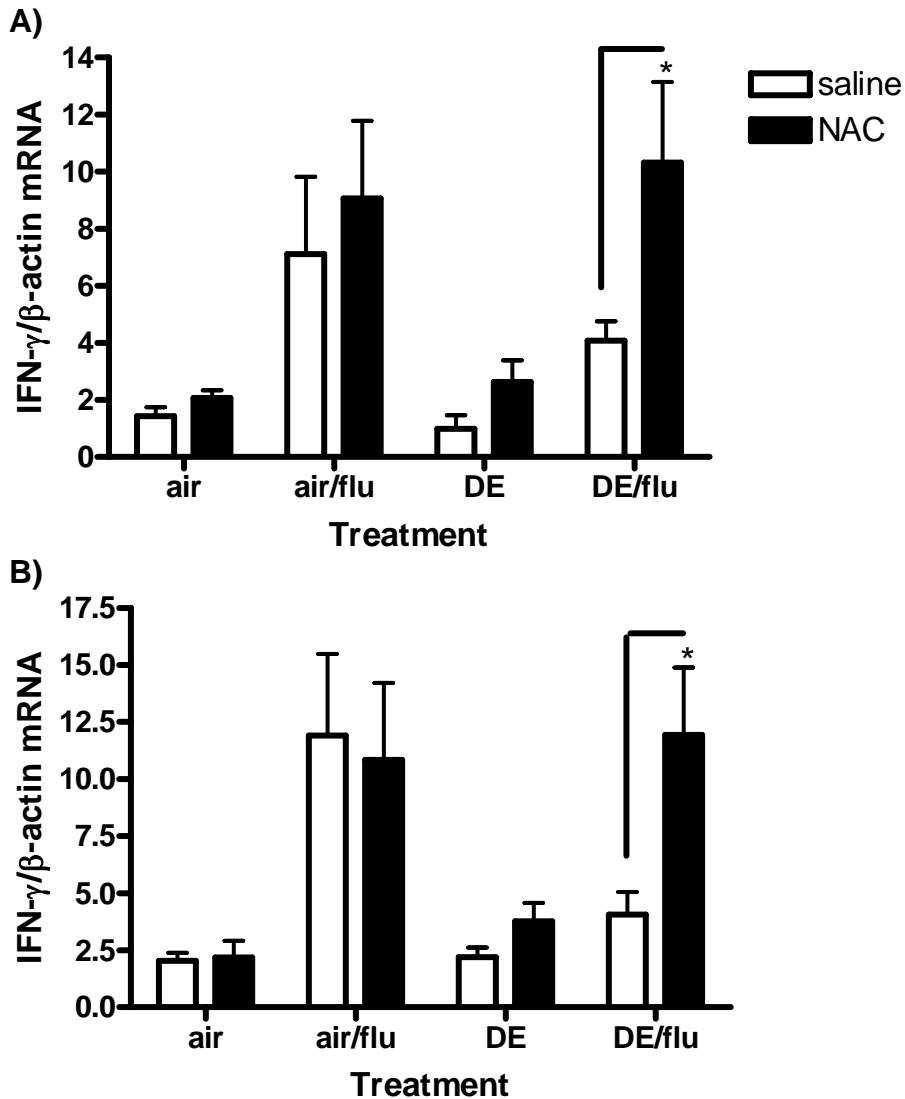 A)
14
12
10
8
6
4
2
0
IFN-γ/β-actin mRNA
*
saline
NAC
air
air/flu
DE
DE/flu
Treatment
B)
17.5
15.0
12.5
10.0
7.5
5.0
2.5
0.0
IFN-γ/β-actin mRNA
*
air
air/flu
DE
DE/flu
Treatment